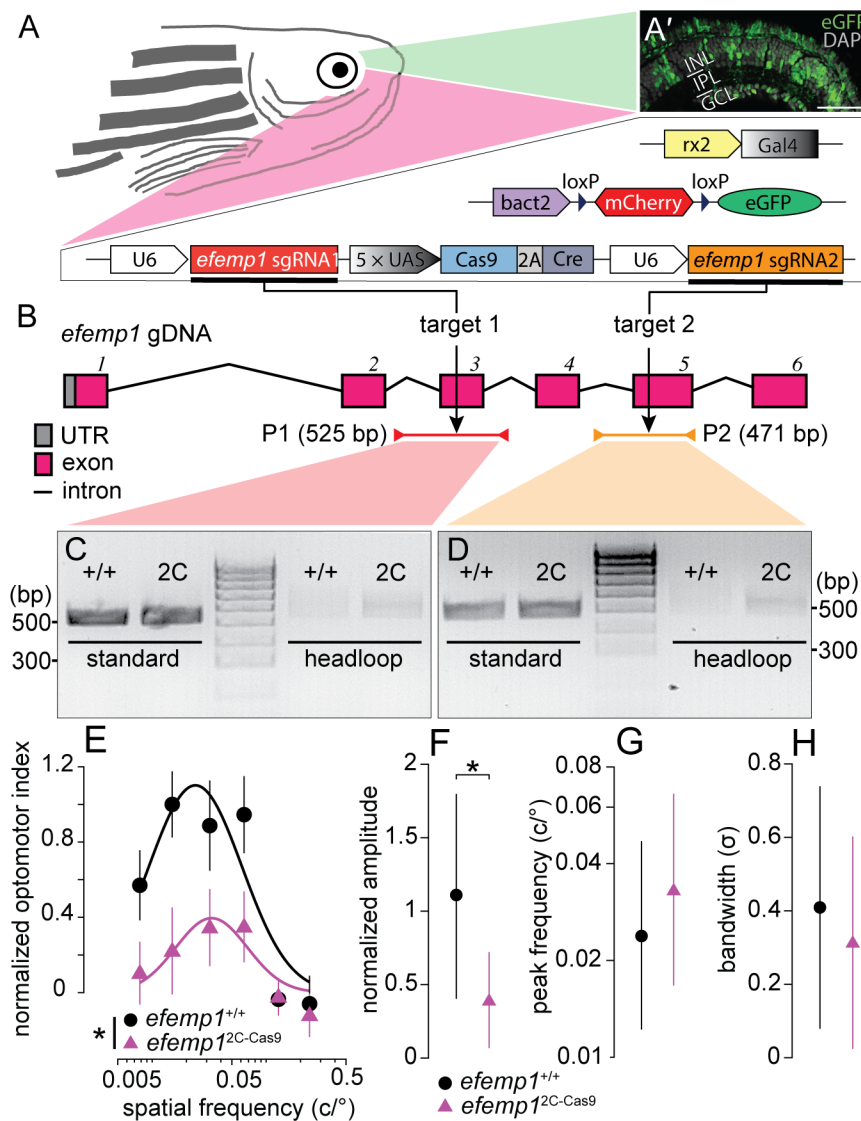 A
A′
eGFP
DAPI
INL
IPL
GCL
rx2
Gal4
loxP
loxP
bact2
mCherry
eGFP
U6
efemp1 sgRNA1
5 × UAS
Cas9
2A
Cre
U6
efemp1 sgRNA2
B
target 1
target 2
efemp1 gDNA
1
2
3
4
5
6
UTR
exon
intron
P1 (525 bp)
P2 (471 bp)
C
+/+
2C
+/+
2C
(bp)
500
300
standard
headloop
D
+/+
2C
+/+
2C
(bp)
500
300
standard
headloop
E
normalized optomotor index
1.2
0.8
0.4
0
*
efemp1+/+
efemp12C-Cas9
0.005
0.05
0.5
spatial frequency (c/°)
F
normalized amplitude
2
1.5
1
0.5
0
*
efemp1+/+
efemp12C-Cas9
G
peak frequency (c/°)
0.08
0.06
0.04
0.02
0.01
H
bandwidth (σ)
0.8
0.6
0.4
0.2
0